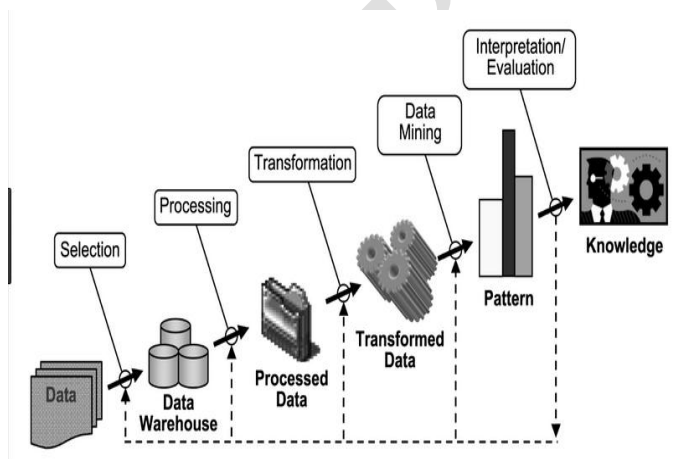 Interpretation/
Evaluation
Data
Mining
Transformation
Processing
Selection
Knowledge
Pattern
Transformed
Data
Processed
Data
Data
Warehouse
Data